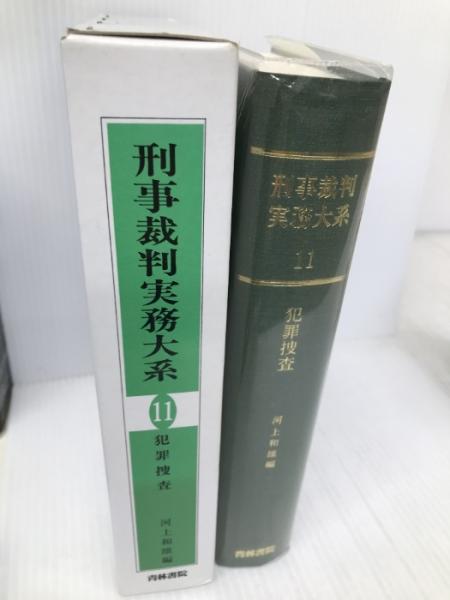 刑事裁判実務大系
11
犯罪捜査
河上和雄編
青林書院
刑事裁判
実務大系
11
犯罪捜査
河上和雄編
青林書院